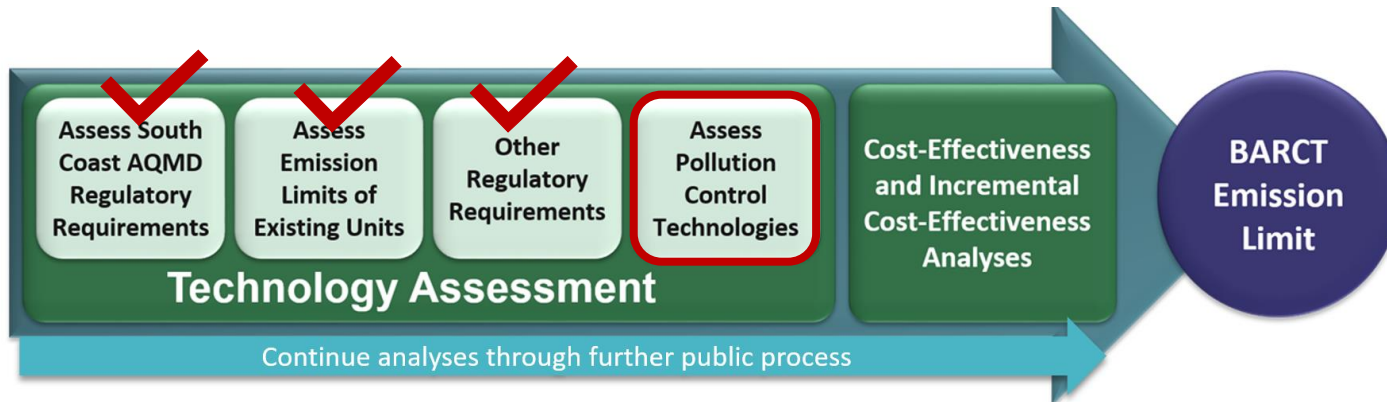 Assess South
Coast AQMD
Regulatory
Requirements
Assess
Emission
Limits of
Existing Units
Other
Regulatory
Requirements
Assess
Pollution
Control
Technologies
Technology Assessment
Cost-Effectiveness
and Incremental
Cost-Effectiveness
Analyses
BARCT
Emission
Limit
Continue analyses through further public process